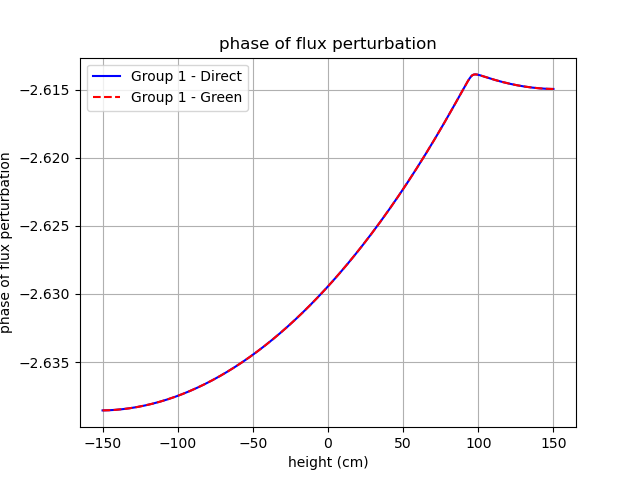 phase of flux perturbation
Group 1 - Direct
Group 1 - Green
phase of flux perturbation
−2.615
−2.620
−2.625
−2.630
−2.635
−150
−100
−50
0
50
100
150
height (cm)